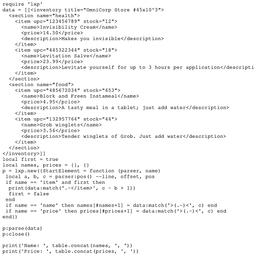 require 'lxp'
data = [[<inventory title="OmniCorp Store #45x10^3">
  <section name="health">
    <item upc="123456789" stock="12">
      <name>Invisibility Cream</name>
      <price>14.50</price>
      <description>Makes you invisible</description>
    </item>
    <item upc="445322344" stock="18">
      <name>Levitation Salve</name>
      <price>23.99</price>
      <description>Levitate yourself for up to 3 hours per application</descripti
    </item>
  </section>
  <section name="food">
    <item upc="485672034" stock="653">
      <name>Blork and Freen Instameal</name>
      <price>4.95</price>
      <description>A tasty meal in a tablet; just add water</description>
    </item>
    <item upc="132957764" stock="44">
      <name>Grob winglets</name>
      <price>3.56</price>
      <description>Tender winglets of Grob. Just add water</description>
    </item>
  </section>
</inventory>]]
local first = true
local names, prices = {}, {}
p = lxp.new({StartElement = function (parser, name)
 local a, b, c = parser:pos() --line, offset, pos
 if name == 'item' and first then
  print(data:match('.-</item>', c - b + 1))
  first = false
 end
 if name == 'name' then names[#names+1] = data:match('>(.-)<', c) end
 if name == 'price' then prices[#prices+1] = data:match('>(.-)<', c) end
end})

p:parse(data)
p:close()

print('Name: ', table.concat(names, ', '))
print('Price: ', table.concat(prices, ', '))